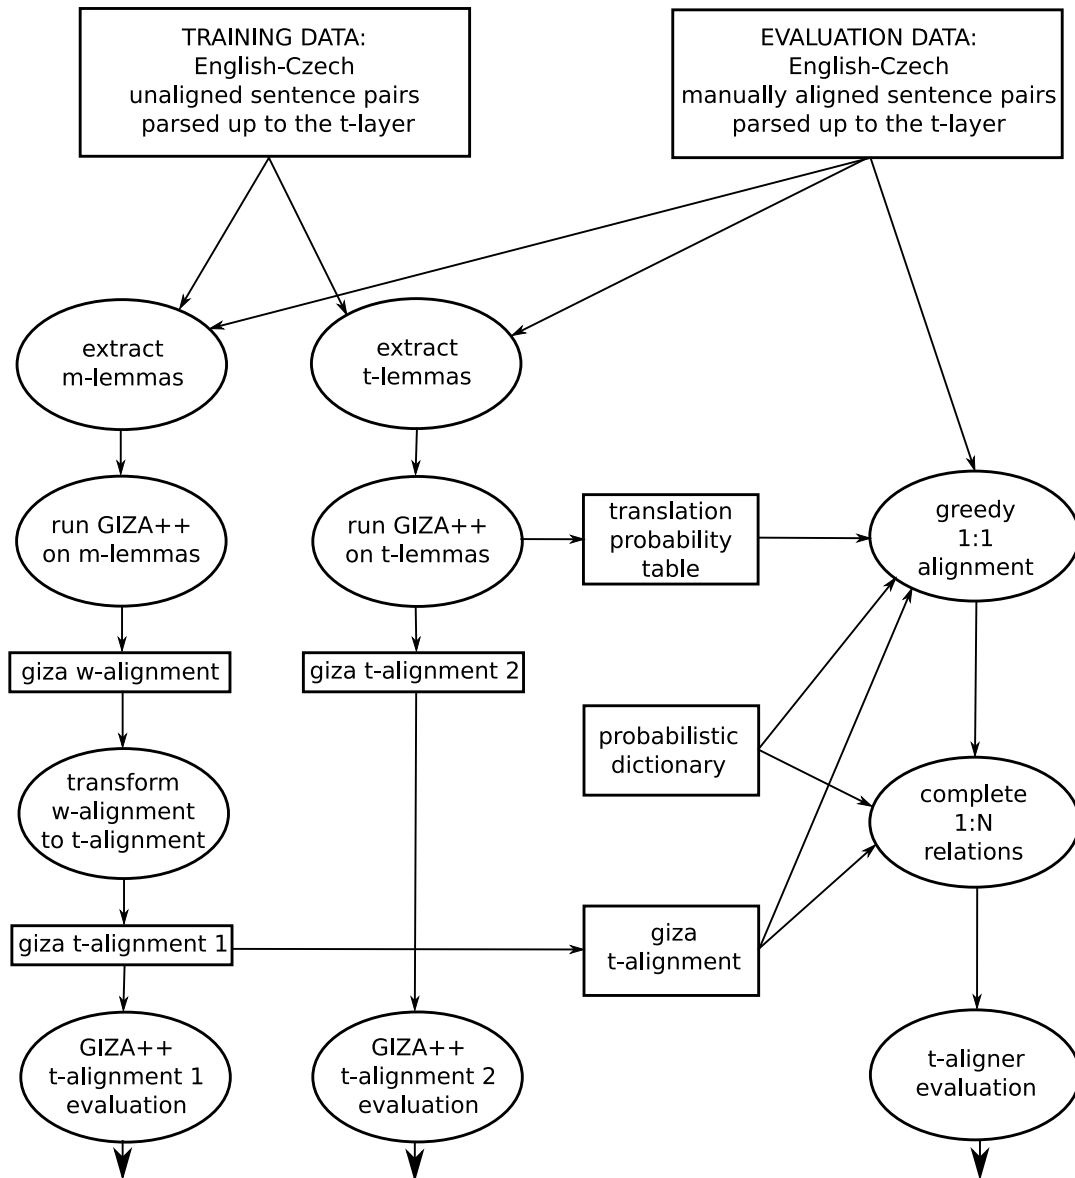 TRAINING DATA:
English-Czech
unaligned sentence pairs
parsed up to the t-layer
EVALUATION DATA:
English-Czech
manually aligned sentence pairs
parsed up to the t-layer
extract
m-lemmas
extract
t-lemmas
run GIZA++
on m-lemmas
run GIZA++
on t-lemmas
translation
probability
table
greedy
1:1
alignment
giza w-alignment
giza t-alignment 2
probabilistic
dictionary
transform
w-alignment
to t-alignment
complete
1:N
relations
giza t-alignment 1
giza
t-alignment
GIZA++
t-alignment 1
evaluation
GIZA++
t-alignment 2
evaluation
t-aligner
evaluation